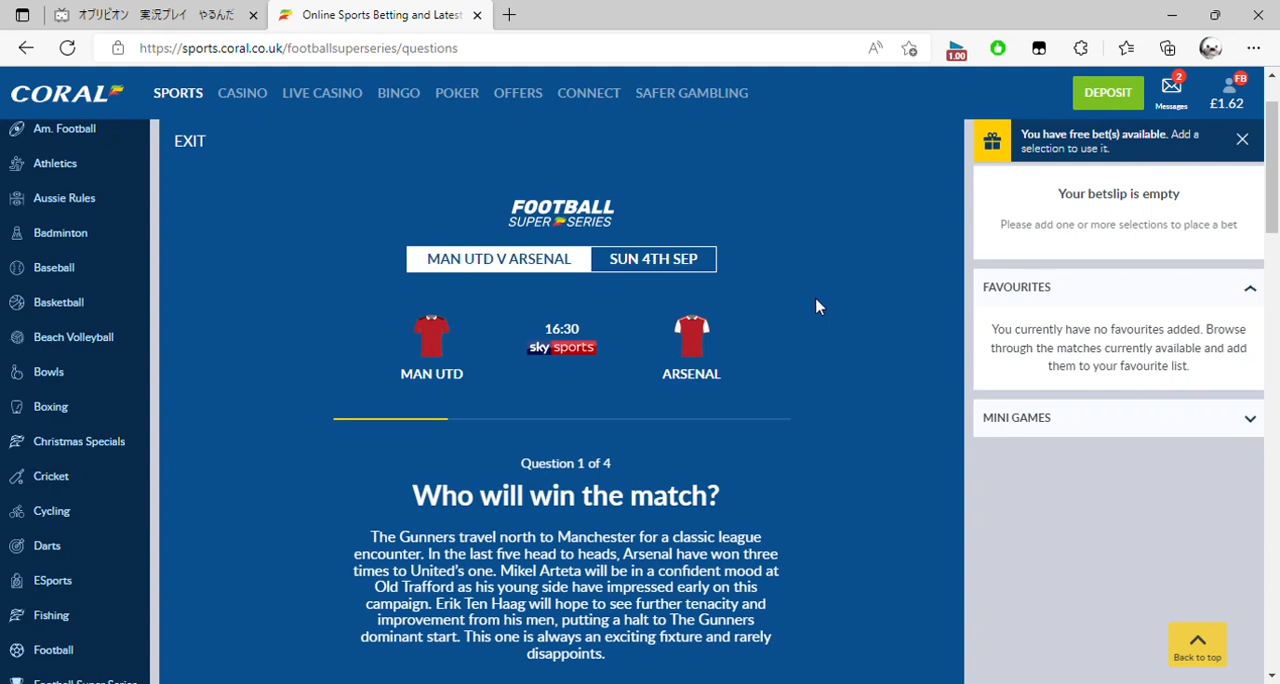 オブリビオン　実況プレイ　やるんだ
Online Sports Betting and Latest
https://sports.coral.co.uk/footballsuperseries/questions
1.00
CORAL
SPORTS
CASINO
LIVE CASINO
BINGO
POKER
OFFERS
CONNECT
SAFER GAMBLING
DEPOSIT
2
Messages
FB
£1.62
Am. Football
Athletics
Aussie Rules
Badminton
Baseball
Basketball
Beach Volleyball
Bowls
Boxing
Christmas Specials
Cricket
Cycling
Darts
ESports
Fishing
Football
Football Super Series
EXIT
FOOTBALL
SUPER SERIES
MAN UTD V ARSENAL
SUN 4TH SEP
16:30
sky sports
MAN UTD
ARSENAL
Question 1 of 4
Who will win the match?
The Gunners travel north to Manchester for a classic league
encounter. In the last five head to heads, Arsenal have won three
times to United's one. Mikel Arteta will be in a confident mood at
Old Trafford as his young side have impressed early on this
campaign. Erik Ten Haag will hope to see further tenacity and
improvement from his men, putting a halt to The Gunners
dominant start. This one is always an exciting fixture and rarely
disappoints.
You have free bet(s) available. Add a
selection to use it.
Your betslip is empty
Please add one or more selections to place a bet
FAVOURITES
You currently have no favourites added. Browse
through the matches currently available and add
them to your favourite list.
MINI GAMES
Back to top